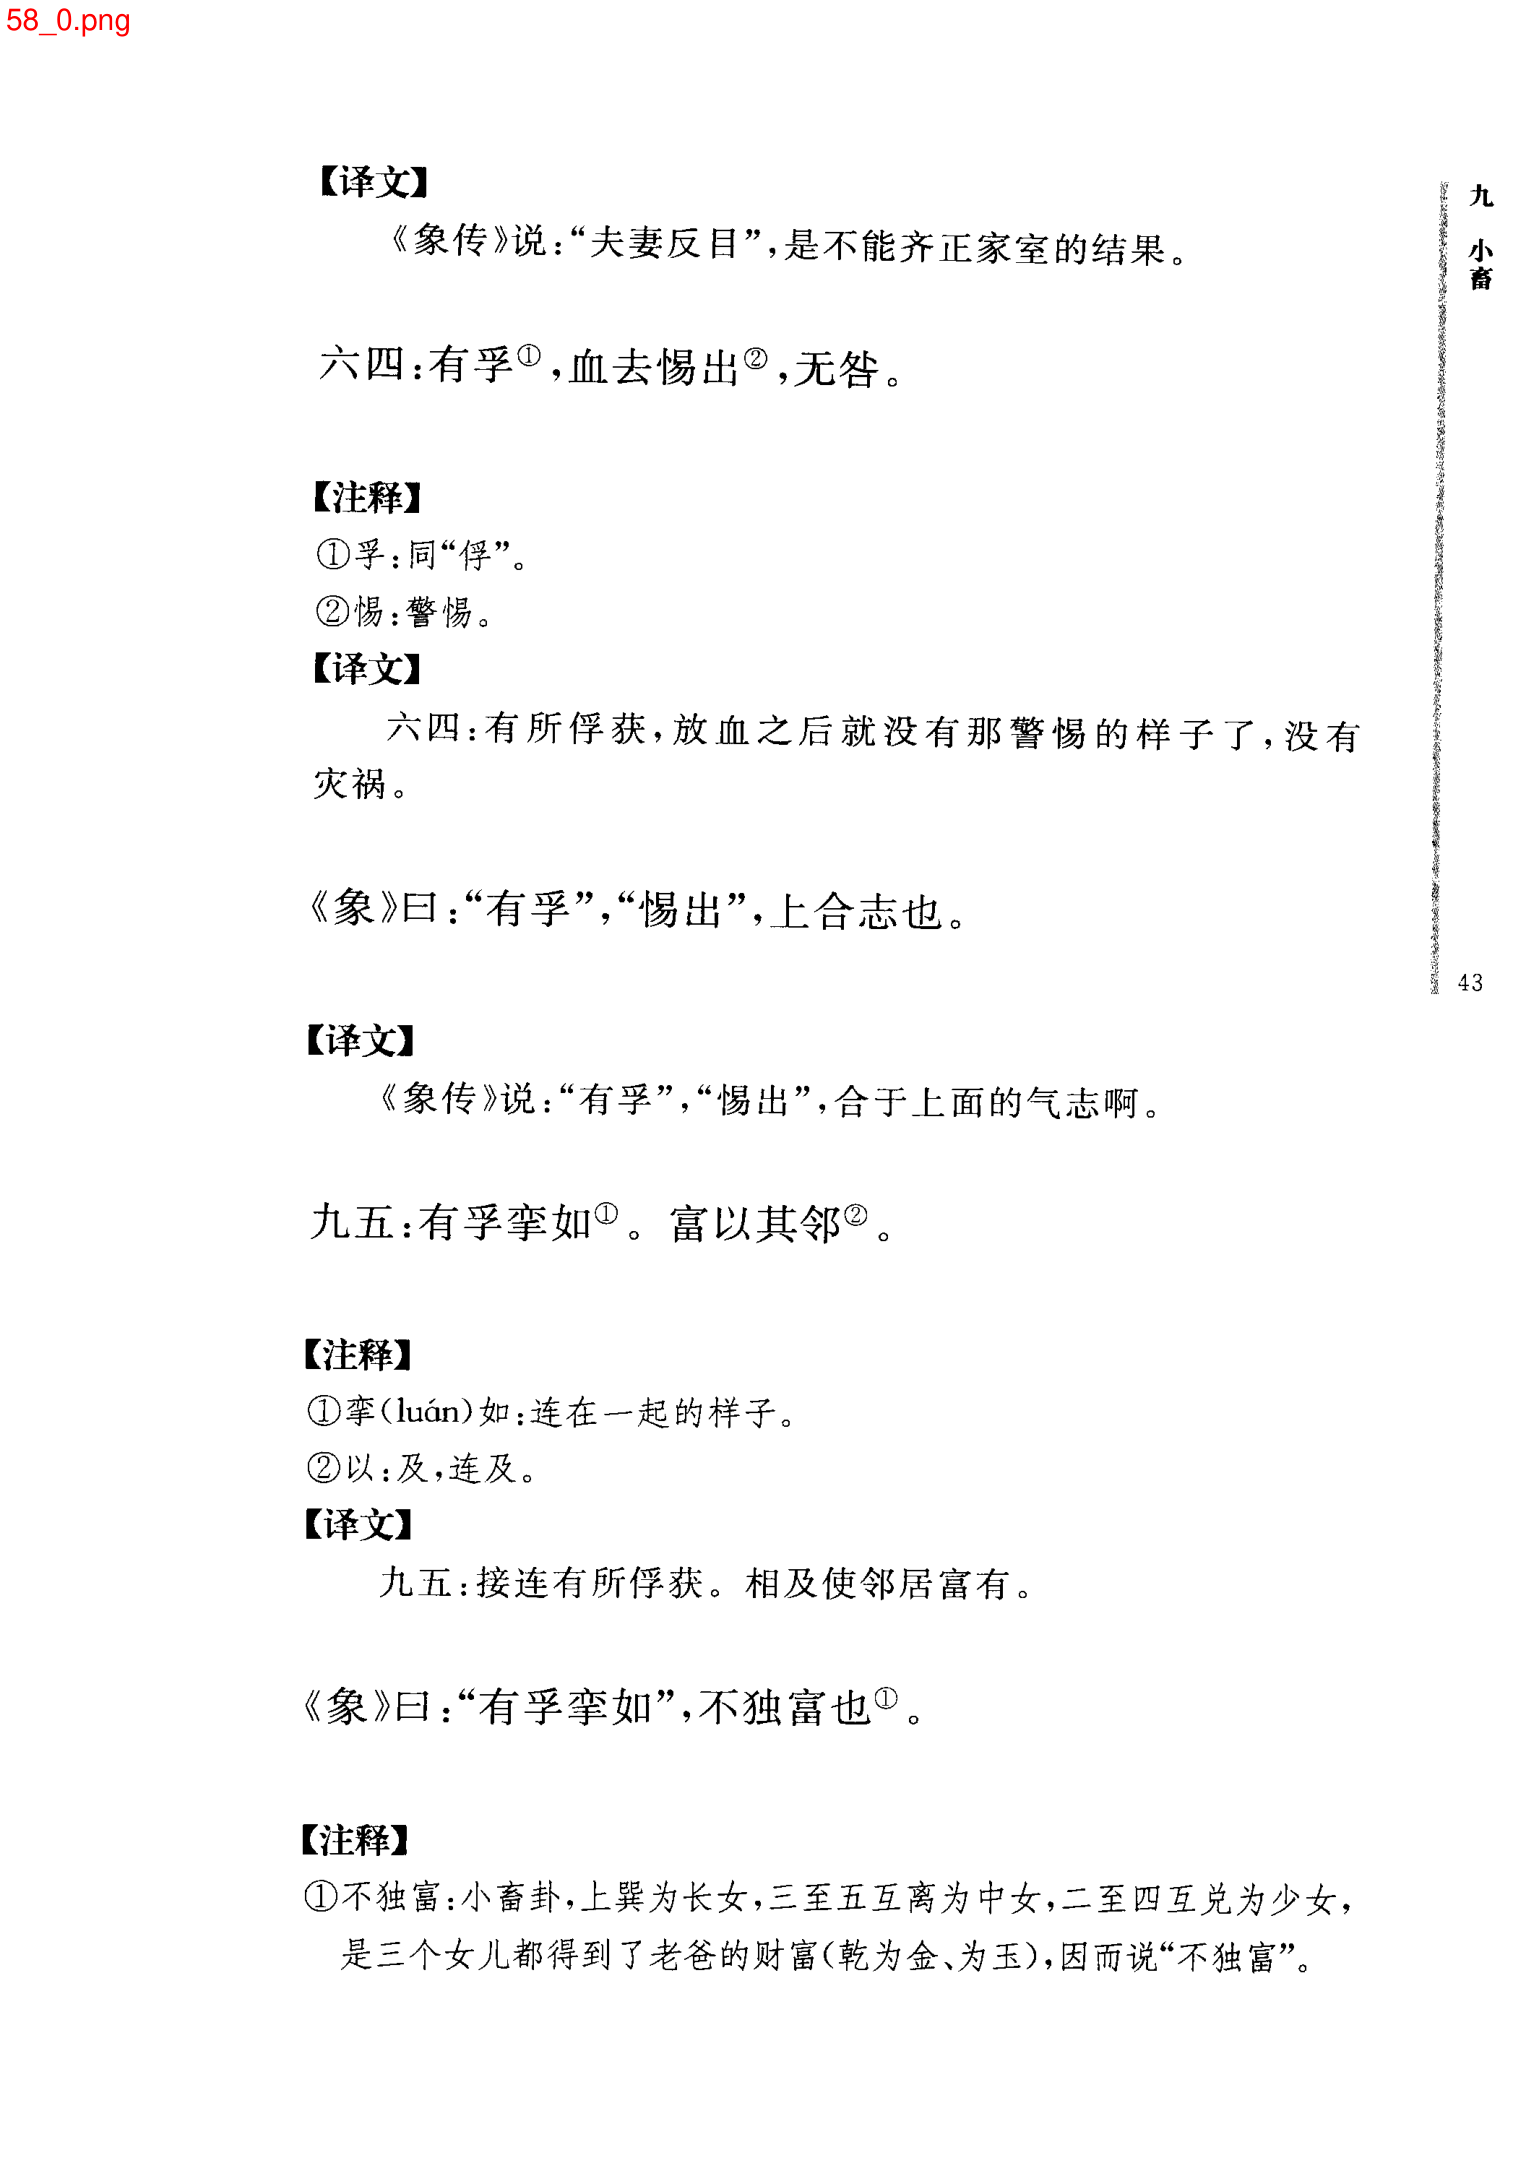 58_0.png
【译文】
《象传》说:“夫妻反目”,是不能齐正家室的结果。
六四:有孚①,血去惕出②,无咎。
【注释】
①孚:同“俘”。
②惕:警惕。
【译文】
六四:有所俘获,放血之后就没有那警惕的样子了,没有
灾祸。
《象》曰:“有孚”,“惕出”,上合志也。
【译文】
《象传》说:“有孚”,“惕出”,合于上面的气志啊。
九五:有孚挛如①。富以其邻②。
【注释】
①挛(luán)如:连在一起的样子。
②以:及,连及。
【译文】
九五:接连有所俘获。相及使邻居富有。
《象》曰:“有孚挛如”,不独富也①。
【注释】
①不独富:小畜卦,上巽为长女,三至五互离为中女,二至四互兑为少女,
是三个女儿都得到了老爸的财富(乾为金、为玉),因而说“不独富”。
九 小畜
43